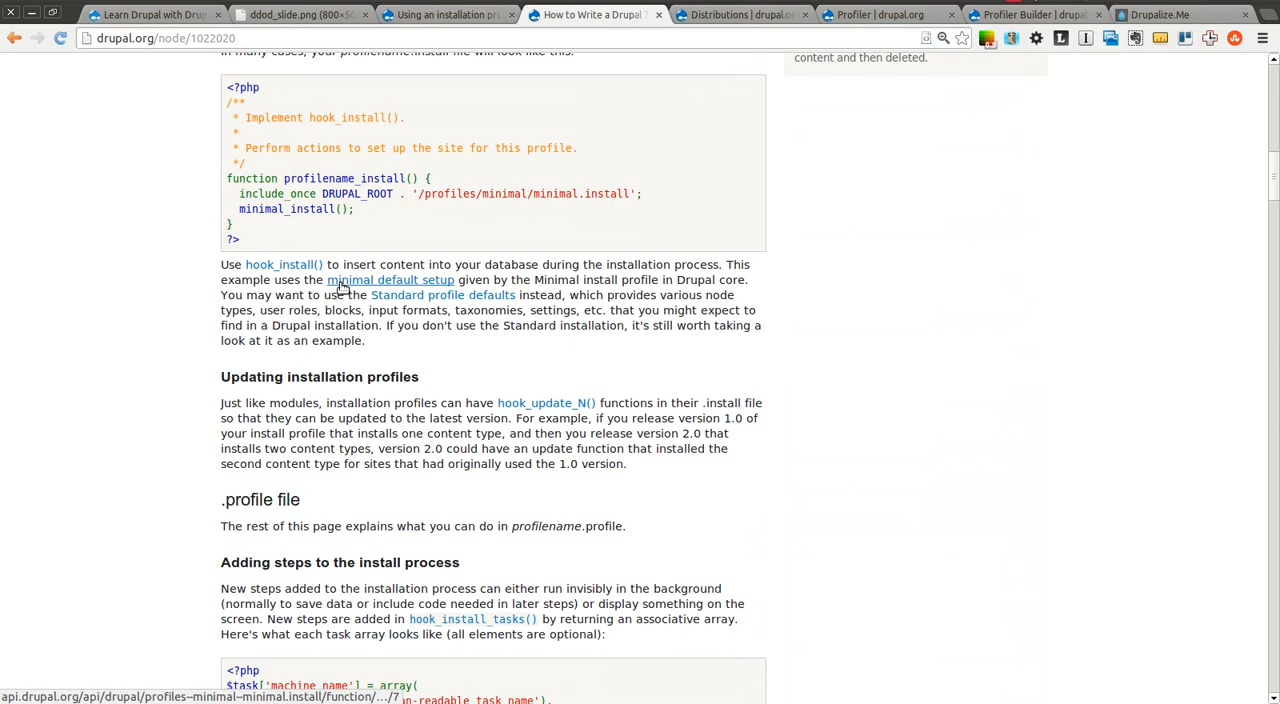 Learn Drupal with Drup
ddod_slide.png (800×5
Using an installation pr
How to Write a Drupal 7
Distributions | drupal.or
Profiler | drupal.org
Profiler Builder | drupal
Drupalize.Me
drupal.org/node/1022020
content and then deleted.
<?php
/**
* Implement hook_install().
*
* Perform actions to set up the site for this profile.
*/
function profilename_install() {
include_once DRUPAL_ROOT . '/profiles/minimal/minimal.install';
minimal_install();
}
?>
Use hook_install() to insert content into your database during the installation process. This
example uses the minimal default setup given by the Minimal install profile in Drupal core.
You may want to use the Standard profile defaults instead, which provides various node
types, user roles, blocks, input formats, taxonomies, settings, etc. that you might expect to
find in a Drupal installation. If you don't use the Standard installation, it's still worth taking a
look at it as an example.
Updating installation profiles
Just like modules, installation profiles can have hook_update_N() functions in their .install file
so that they can be updated to the latest version. For example, if you release version 1.0 of
your install profile that installs one content type, and then you release version 2.0 that
installs two content types, version 2.0 could have an update function that installed the
second content type for sites that had originally used the 1.0 version.
.profile file
The rest of this page explains what you can do in profilename.profile.
Adding steps to the install process
New steps added to the installation process can either run invisibly in the background
(normally to save data or include code needed in later steps) or display something on the
screen. New steps are added in hook_install_tasks() by returning an associative array.
Here's what each task array looks like (all elements are optional):
<?php
$task['machine_name'] = array(
an-readable task name'),
api.drupal.org/api/drupal/profiles–minimal–minimal.install/function/…/7